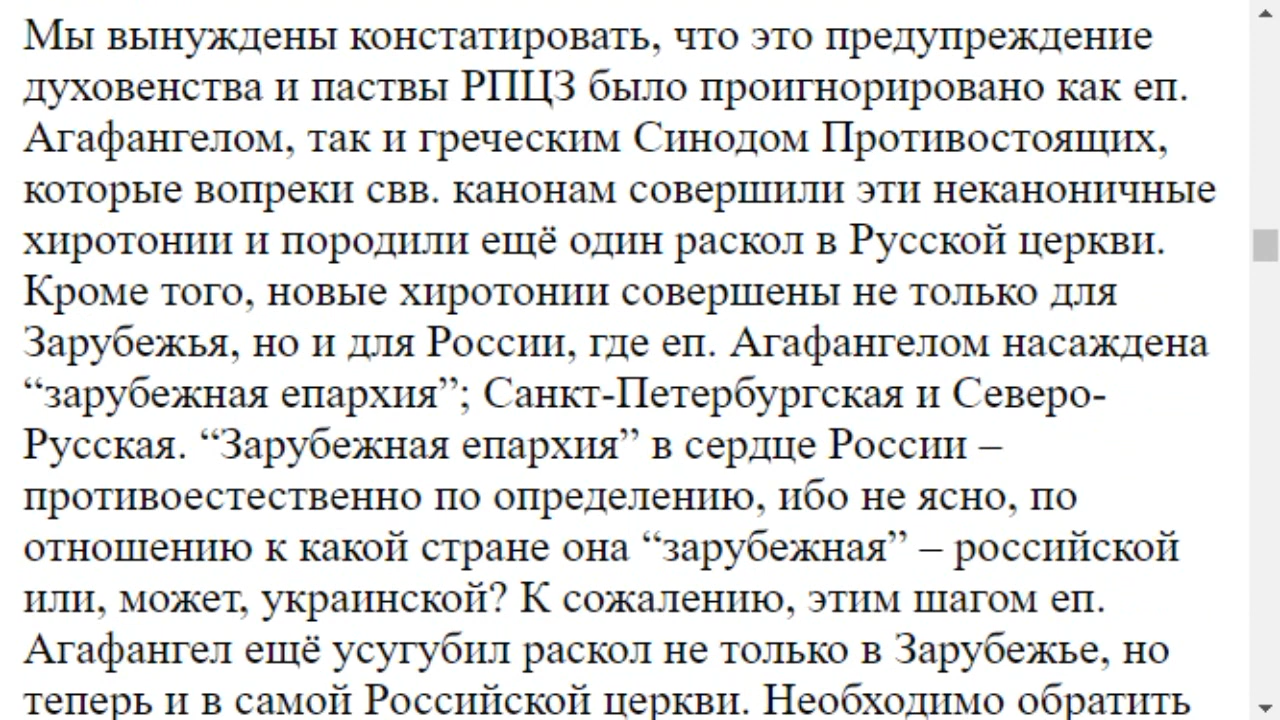 Мы вынуждены констатировать, что это предупреждение
духовенства и паствы РПЦЗ было проигнорировано как еп.
Агафангелом, так и греческим Синодом Противостоящих,
которые вопреки свв. канонам совершили эти неканоничные
хиротонии и породили ещё один раскол в Русской церкви.
Кроме того, новые хиротонии совершены не только для
Зарубежья, но и для России, где еп. Агафангелом насаждена
“зарубежная епархия”; Санкт-Петербургская и Северо-
Русская. “Зарубежная епархия” в сердце России –
противоестественно по определению, ибо не ясно, по
отношению к какой стране она “зарубежная” – российской
или, может, украинской? К сожалению, этим шагом еп.
Агафангел ещё усугубил раскол не только в Зарубежье, но
теперь и в самой Российской церкви. Необходимо обратить